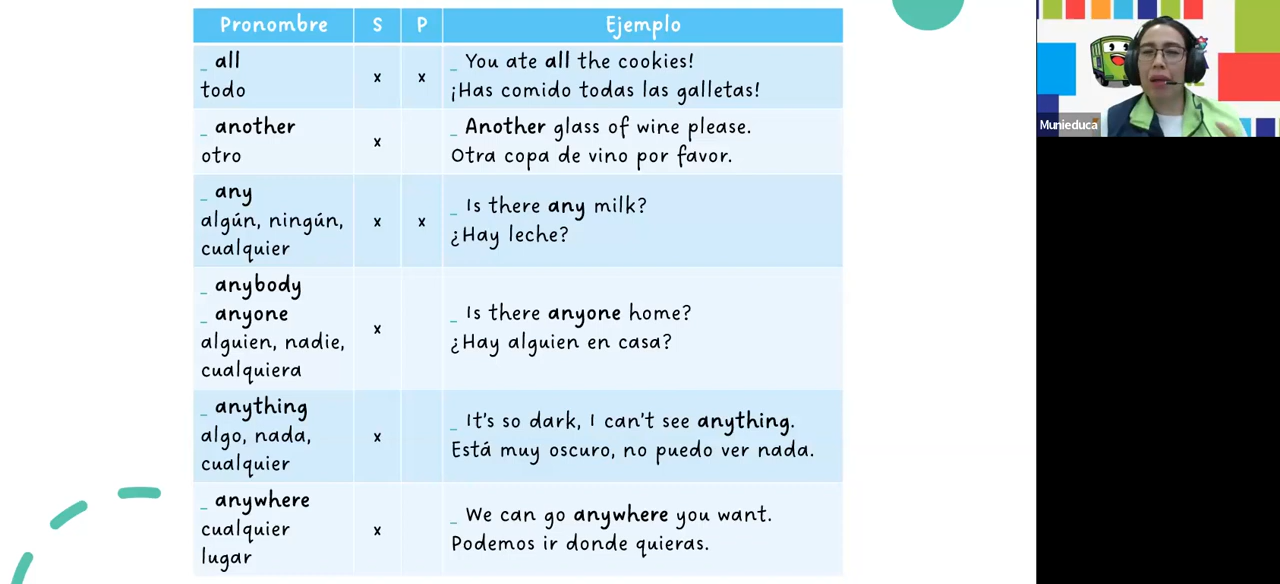 Pronombre S P Ejemplo
_ all
todo
x x
_ You ate all the cookies!
¡Has comido todas las galletas!
_ another
otro
x
_ Another glass of wine please.
Otra copa de vino por favor.
_ any
algún, ningún,
cualquier
x x
_ Is there any milk?
¿Hay leche?
_ anybody
_ anyone
alguien, nadie,
cualquiera
x
_ Is there anyone home?
¿Hay alguien en casa?
_ anything
algo, nada,
cualquier
x
_ It's so dark, I can't see anything.
Está muy oscuro, no puedo ver nada.
_ anywhere
cualquier
lugar
x
_ We can go anywhere you want.
Podemos ir donde quieras.
Munieduca